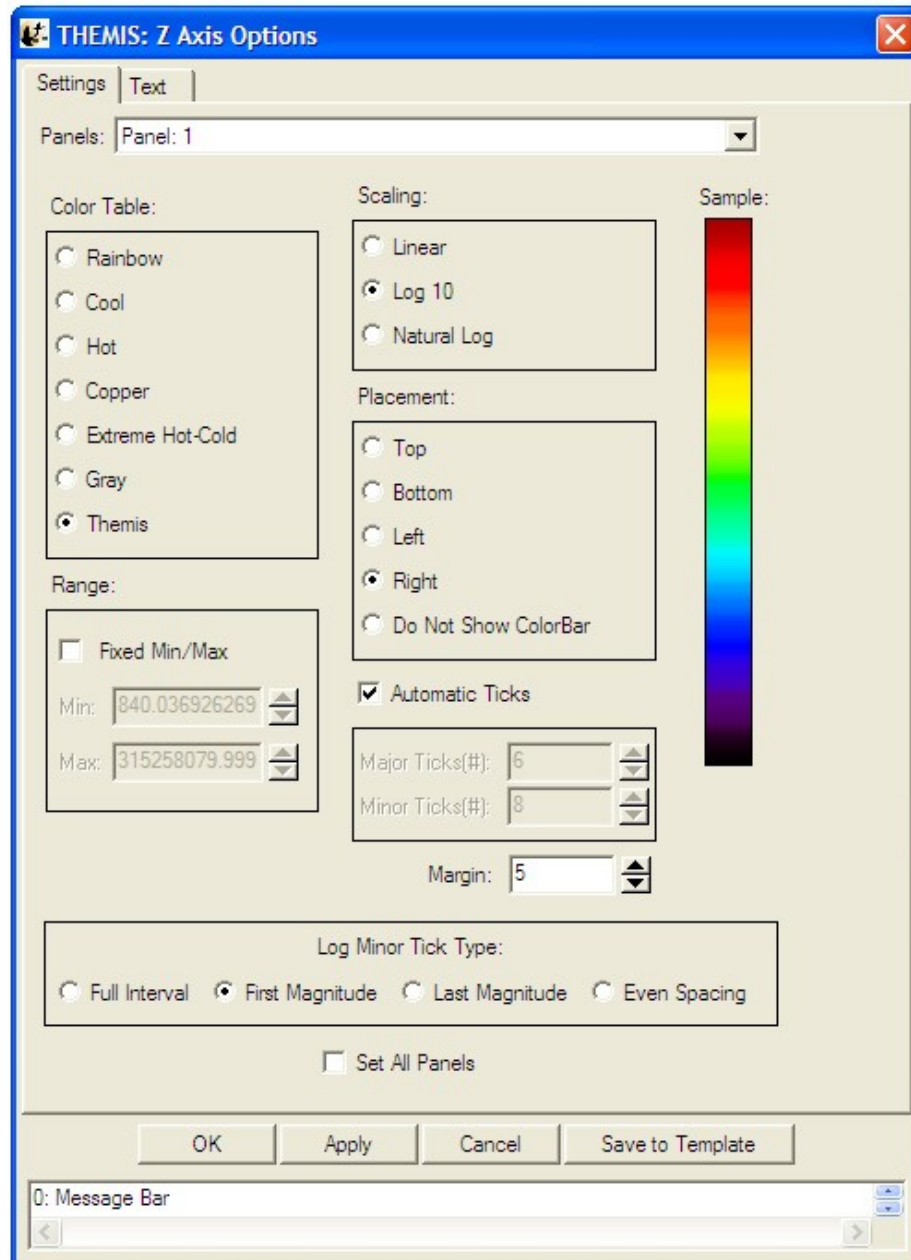 THEMIS: Z Axis Options
Settings Text
Panels: Panel: 1
Color Table:
Rainbow
Cool
Hot
Copper
Extreme Hot-Cold
Gray
Themis
Range:
Fixed Min/Max
Min: 840.036926269
Max: 315258079.999
Scaling:
Linear
Log 10
Natural Log
Placement:
Top
Bottom
Left
Right
Do Not Show ColorBar
Automatic Ticks
Major Ticks(#): 6
Minor Ticks(#): 8
Margin: 5
Sample:
Log Minor Tick Type:
Full Interval First Magnitude Last Magnitude Even Spacing
Set All Panels
OK Apply Cancel Save to Template
0: Message Bar